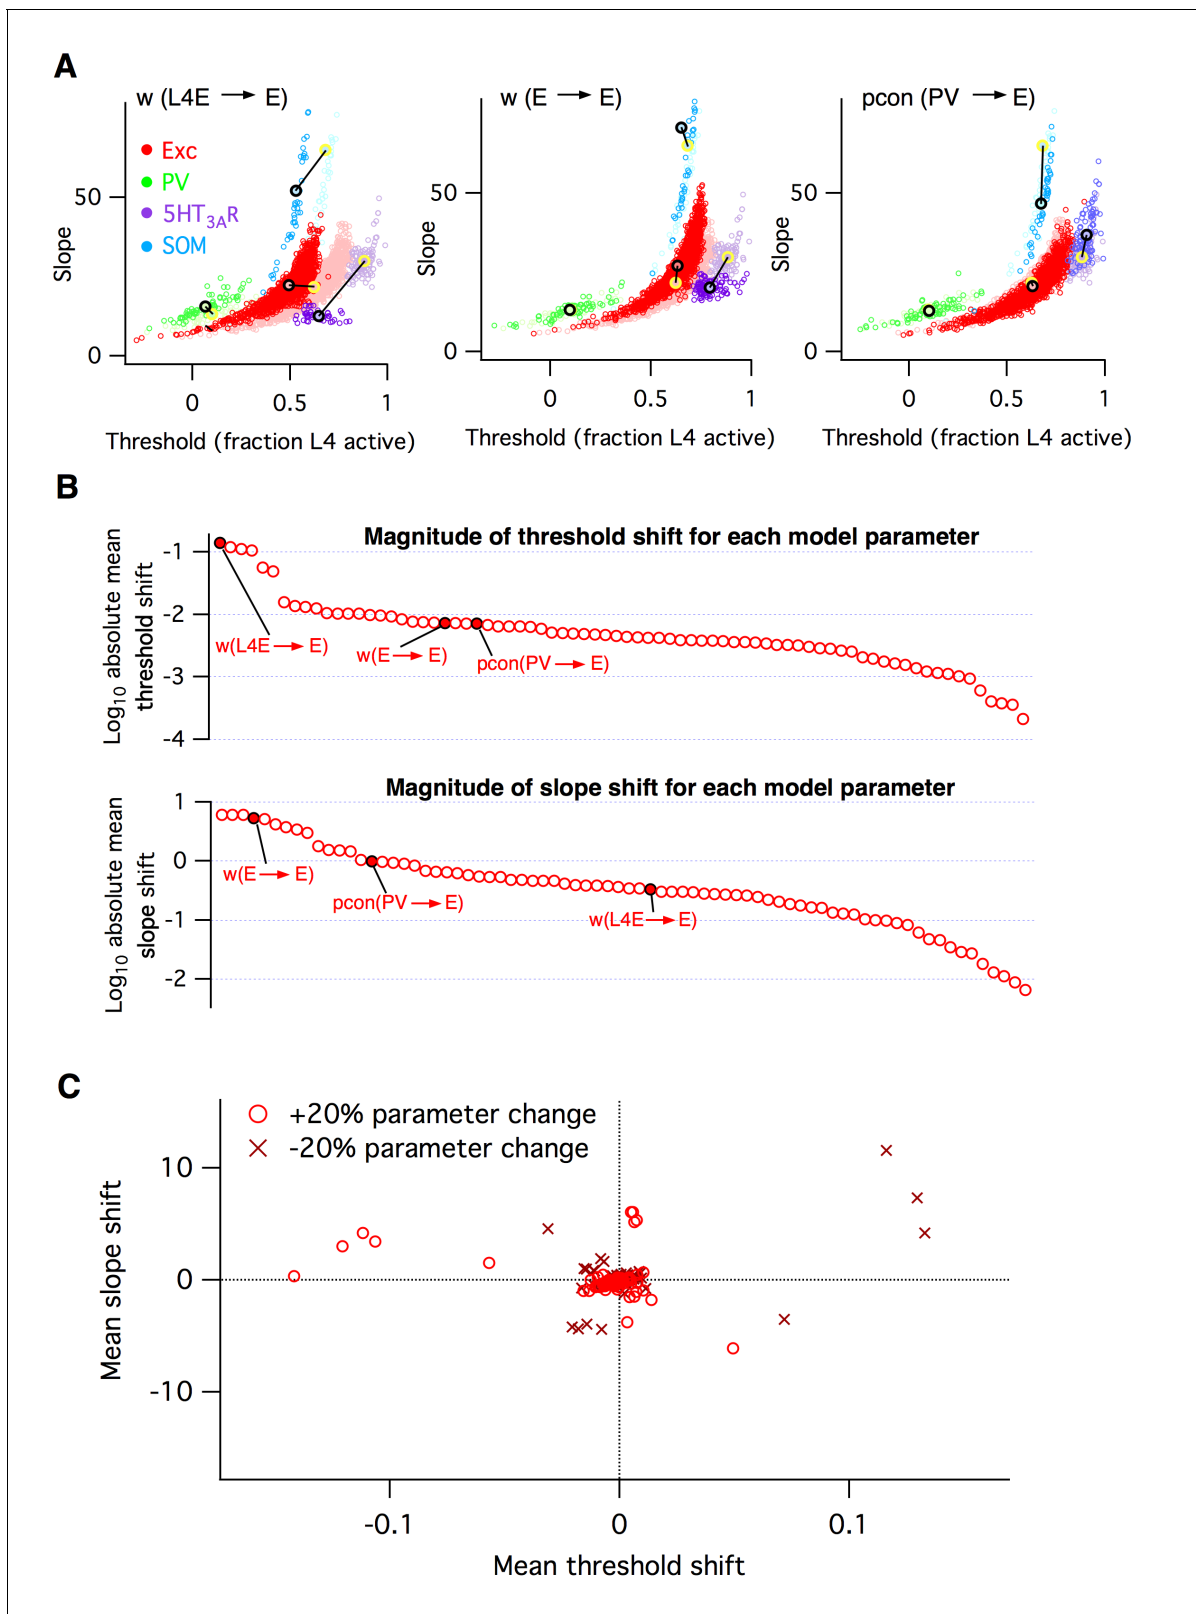 A
w (L4E → E)
w (E → E)
pcon (PV → E)
Exc
PV
5HT3AR
SOM
Slope
50
0
0
0.5
1
Threshold (fraction L4 active)
Slope
50
0
0
0.5
1
Threshold (fraction L4 active)
Slope
50
0
0
0.5
1
Threshold (fraction L4 active)
B
Magnitude of threshold shift for each model parameter
Log10 absolute mean
threshold shift
-1
-2
-3
-4
w(L4E → E)
w(E → E)
pcon(PV → E)
Magnitude of slope shift for each model parameter
Log10 absolute mean
slope shift
1
0
-1
-2
w(E → E)
pcon(PV → E)
w(L4E → E)
C
+20% parameter change
-20% parameter change
Mean slope shift
10
0
-10
-0.1
0
0.1
Mean threshold shift